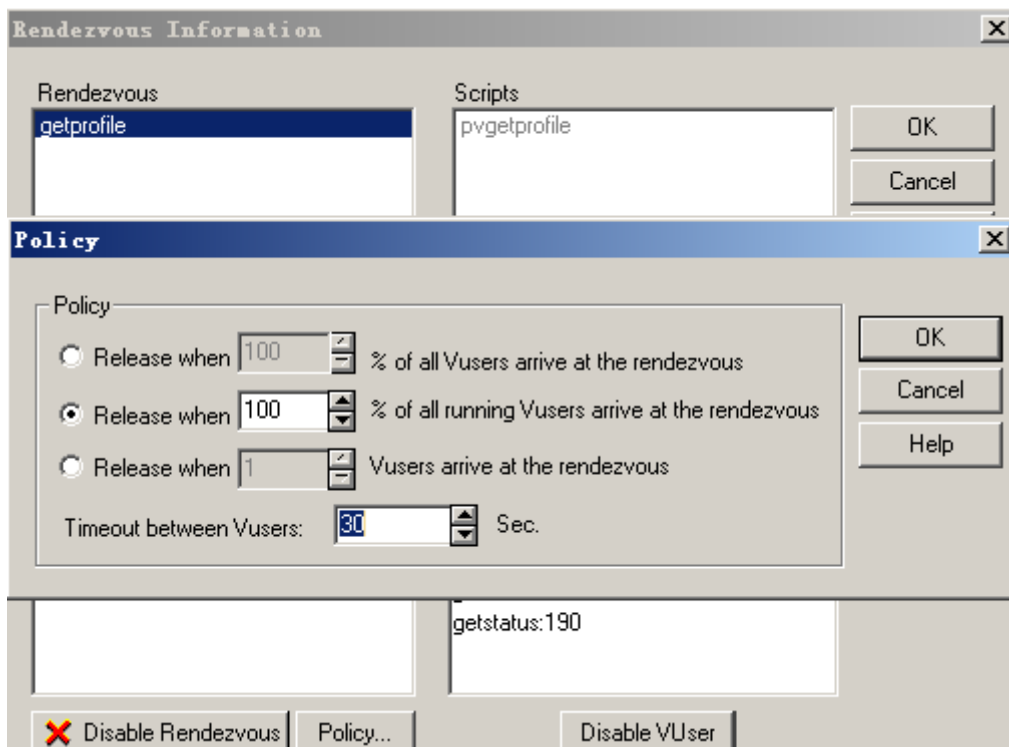 Rendezvous Information
Rendezvous Scripts
getprofile pvgetprofile
OK
Cancel
Policy
Policy
Release when 100 % of all Vusers arrive at the rendezvous
Release when 100 % of all running Vusers arrive at the rendezvous
Release when 1 Vusers arrive at the rendezvous
Timeout between Vusers: 30 Sec.
OK
Cancel
Help
getstatus:190
Disable Rendezvous Policy... Disable VUser